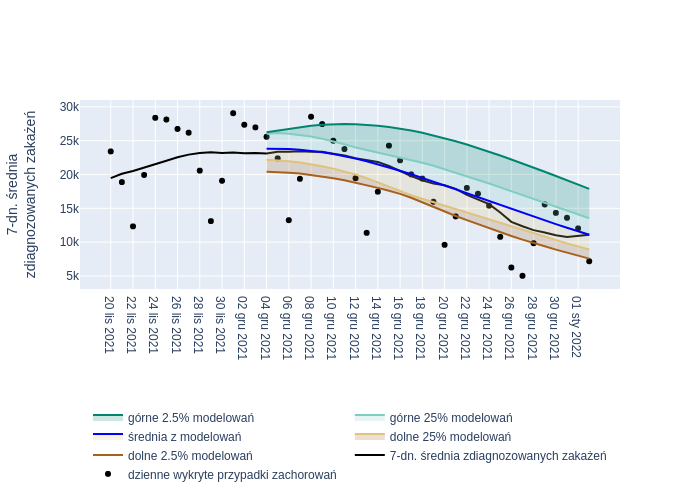 7-dn. średnia
zdiagnozowanych zakażeń
30k
25k
20k
15k
10k
5k
20 lis 2021
22 lis 2021
24 lis 2021
26 lis 2021
28 lis 2021
30 lis 2021
02 gru 2021
04 gru 2021
06 gru 2021
08 gru 2021
10 gru 2021
12 gru 2021
14 gru 2021
16 gru 2021
18 gru 2021
20 gru 2021
22 gru 2021
24 gru 2021
26 gru 2021
28 gru 2021
30 gru 2021
01 sty 2022
górne 2.5% modelowań
górne 25% modelowań
średnia z modelowań
dolne 25% modelowań
dolne 2.5% modelowań
7-dn. średnia zdiagnozowanych zakażeń
dzienne wykryte przypadki zachorowań